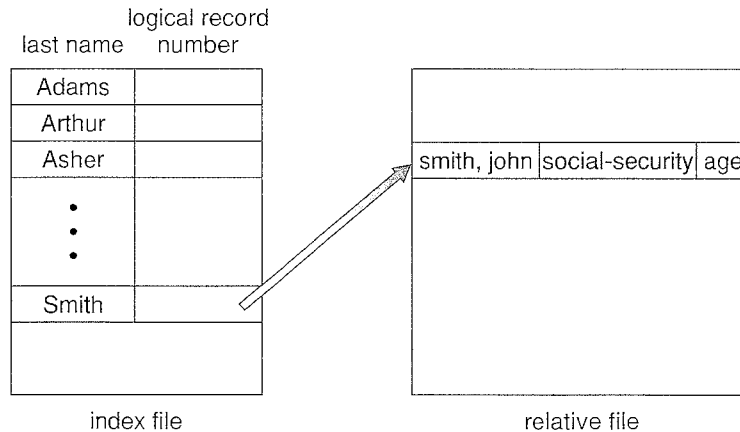 logical record
last name number
Adams
Arthur
Asher
smith, john social-security age
Smith
index file
relative file